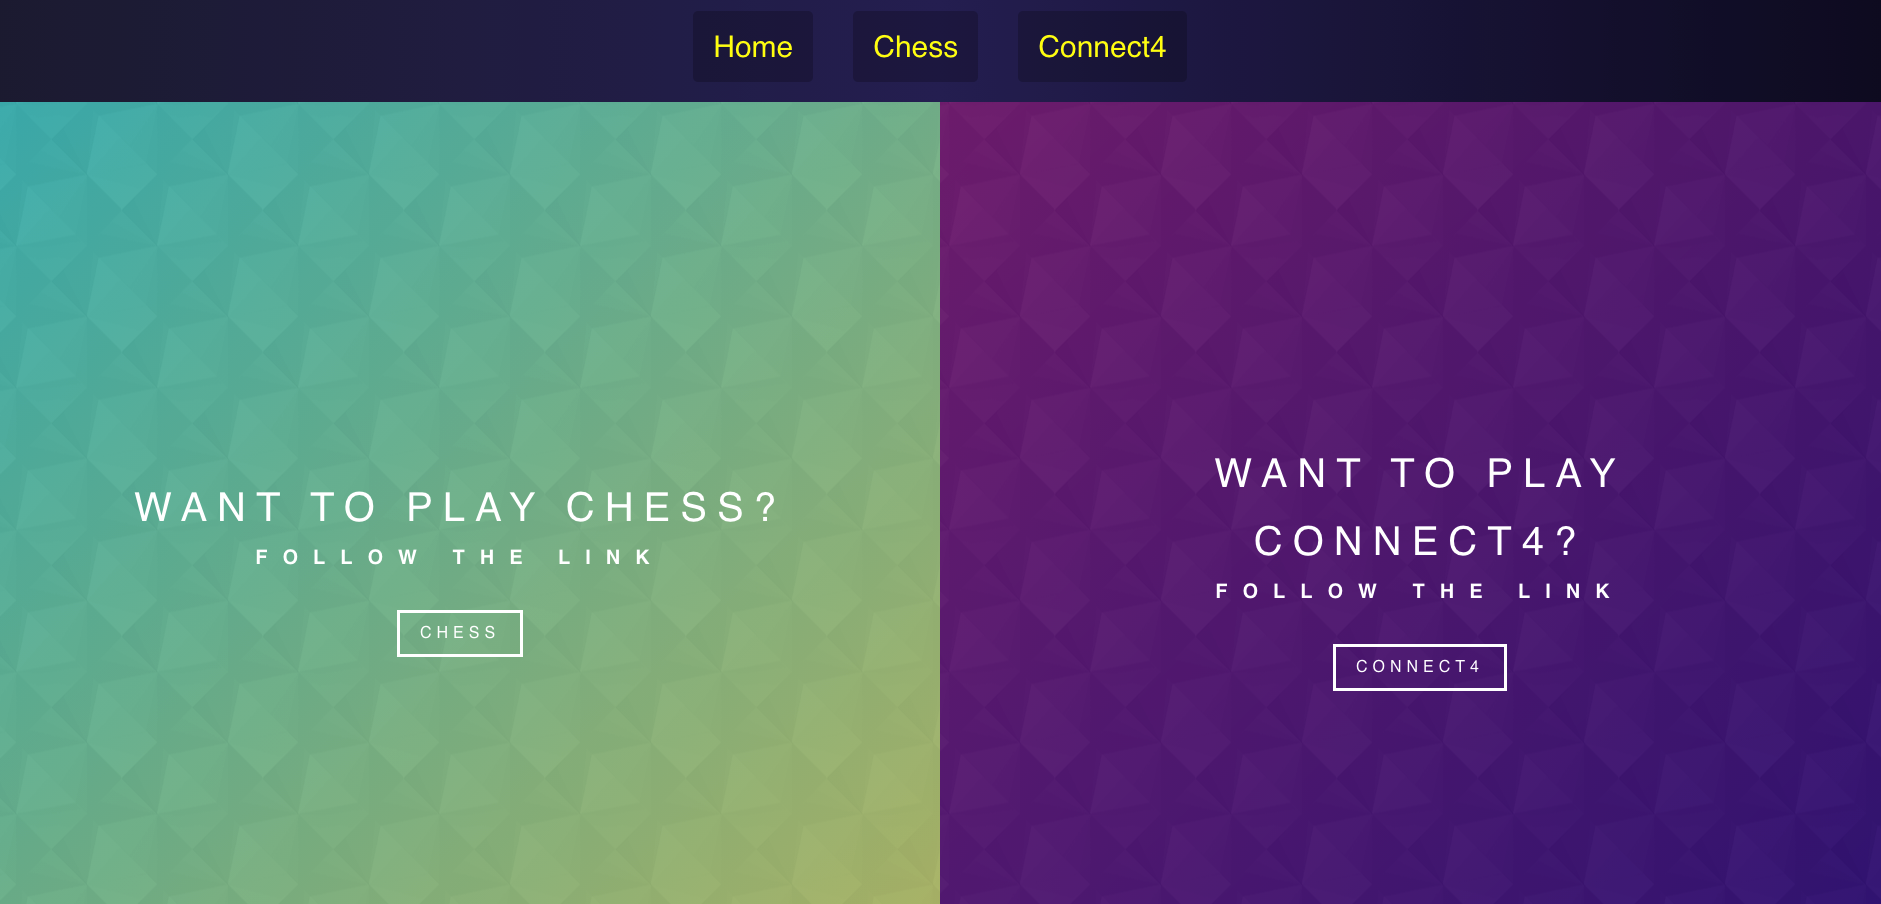 Home Chess Connect4
WANT TO PLAY CHESS?
FOLLOW THE LINK
CHESS
WANT TO PLAY
CONNECT4?
FOLLOW THE LINK
CONNECT4